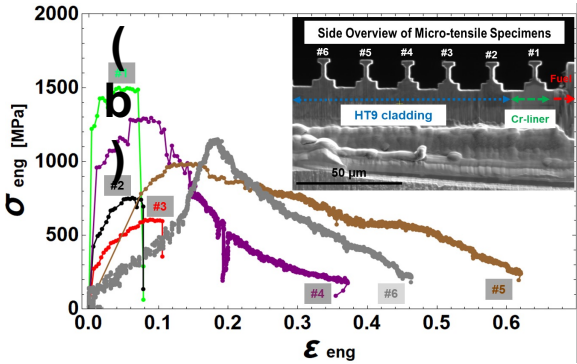 (
b
)
Side Overview of Micro-tensile Specimens
#6 #5 #4 #3 #2 #1
Fuel
HT9 cladding
Cr-liner
50 μm
2000
1500
1000
500
0
σ eng [MPa]
#2
#3
#4
#6
#5
0.0 0.1 0.2 0.3 0.4 0.5 0.6 0.7
ε eng